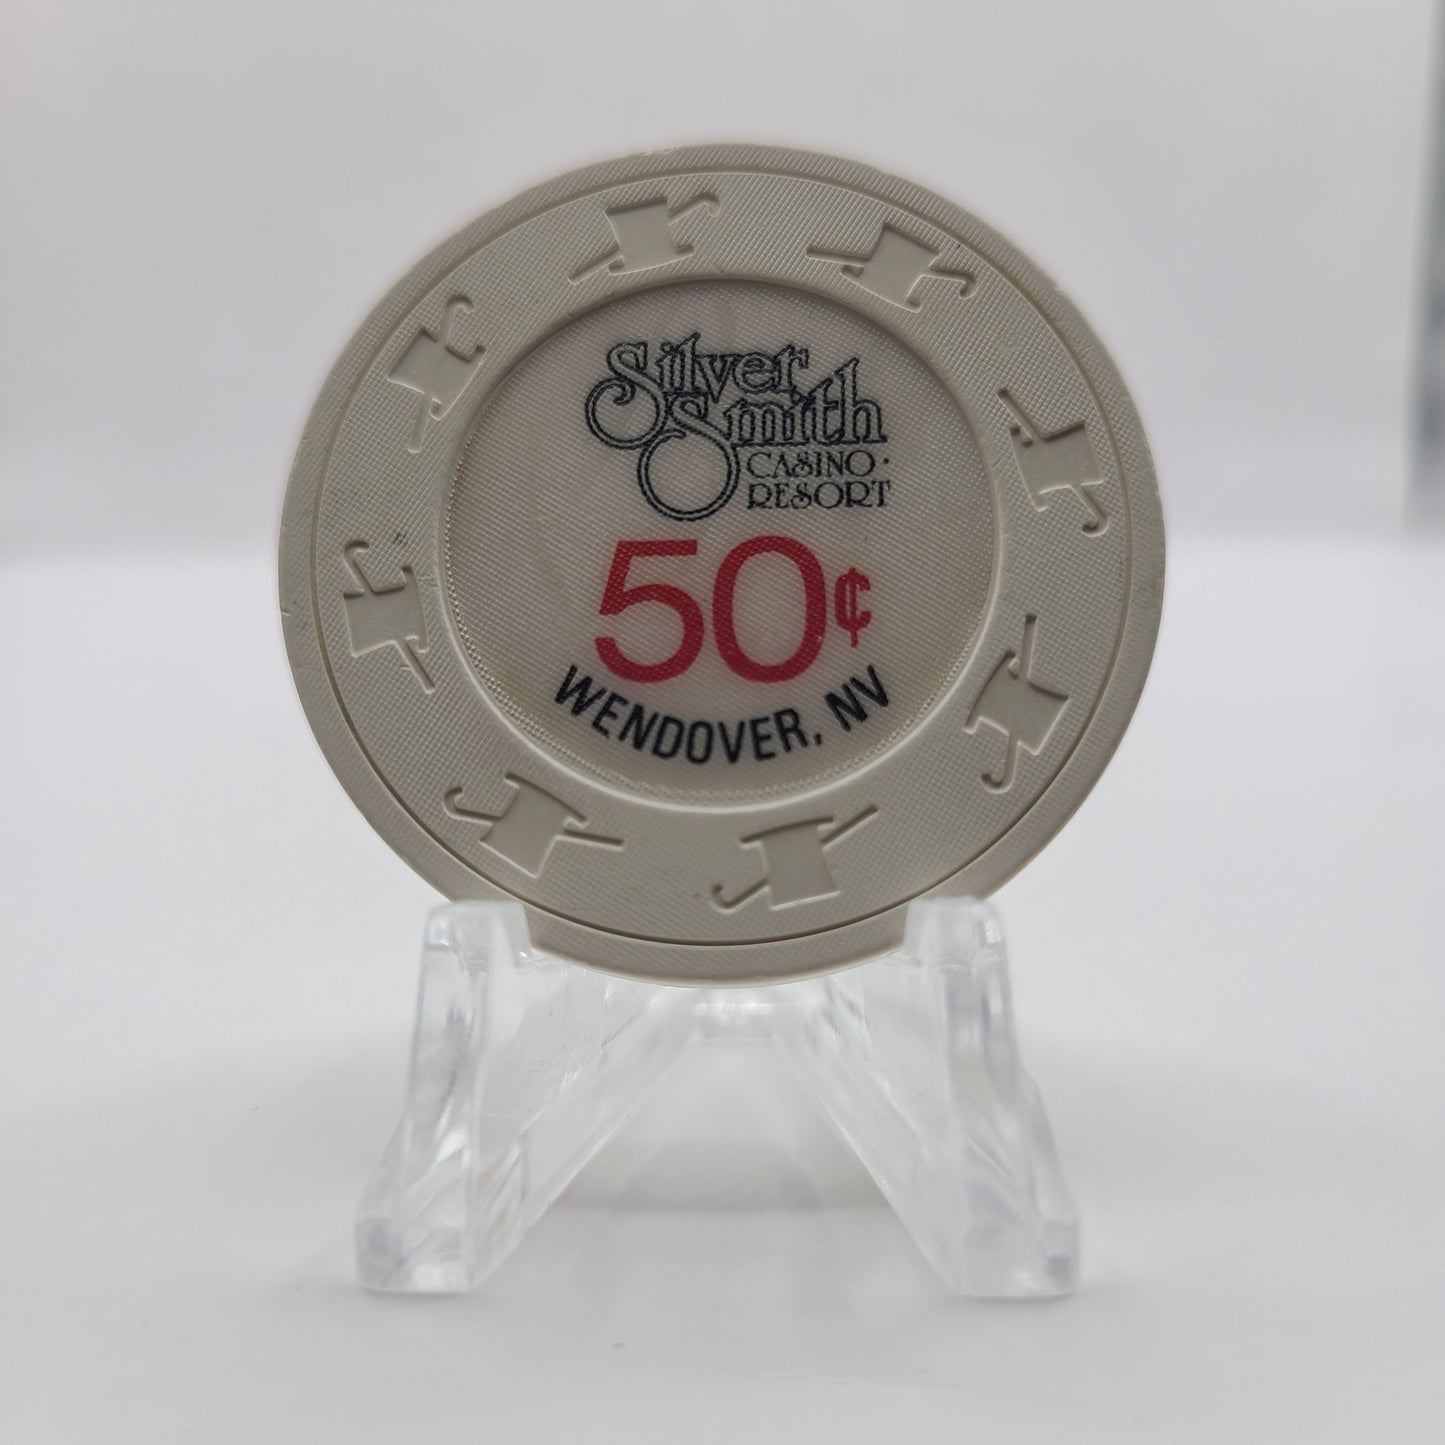 Silver
Smith
CASINO·
RESORT
50¢
WENDOVER, NV